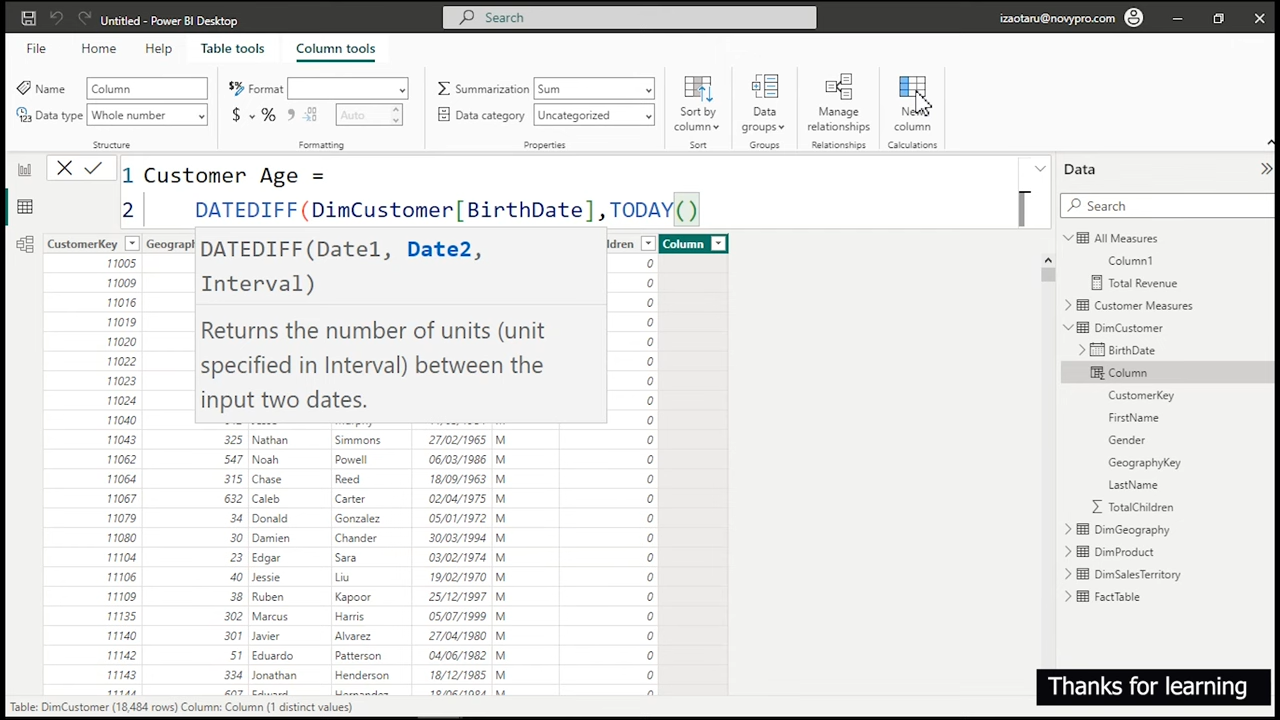 Untitled - Power BI Desktop
Search
izaotaru@novypro.com
File Home Help Table tools Column tools
Name Column
Data type Whole number
Structure
Format
$ % Auto
Formatting
Summarization Sum
Data category Uncategorized
Properties
Sort by column
Sort
Data groups
Groups
Manage relationships
Relationships
New column
Calculations
1 Customer Age =
2 DATEDIFF(DimCustomer[BirthDate],TODAY()
DATEDIFF(Date1, Date2,
Interval)
Returns the number of units (unit
specified in Interval) between the
input two dates.
CustomerKey Geograp ldren Column
11005 0
11009 0
11016 0
11019 0
11020 0
11022 0
11023 0
11024 0
11040 0
11043 325 Nathan Simmons 27/02/1965 M 0
11062 547 Noah Powell 06/03/1986 M 0
11064 315 Chase Reed 18/09/1963 M 0
11067 632 Caleb Carter 02/04/1975 M 0
11079 34 Donald Gonzalez 05/01/1972 M 0
11080 30 Damien Chander 30/03/1994 M 0
11104 23 Edgar Sara 03/02/1974 M 0
11106 40 Jessie Liu 19/02/1970 M 0
11109 38 Ruben Kapoor 25/12/1997 M 0
11135 302 Marcus Harris 05/07/1999 M 0
11140 301 Javier Alvarez 27/04/1980 M 0
11142 51 Eduardo Patterson 04/06/1982 M 0
11143 334 Jonathan Henderson 18/12/1985 M 0
11144 607 Edward Hernandez 18/06/1984 M 0
Data
Search
All Measures
Column1
Total Revenue
Customer Measures
DimCustomer
BirthDate
Column
CustomerKey
FirstName
Gender
GeographyKey
LastName
TotalChildren
DimGeography
DimProduct
DimSalesTerritory
FactTable
Thanks for learning
Table: DimCustomer (18,484 rows) Column: Column (1 distinct values)